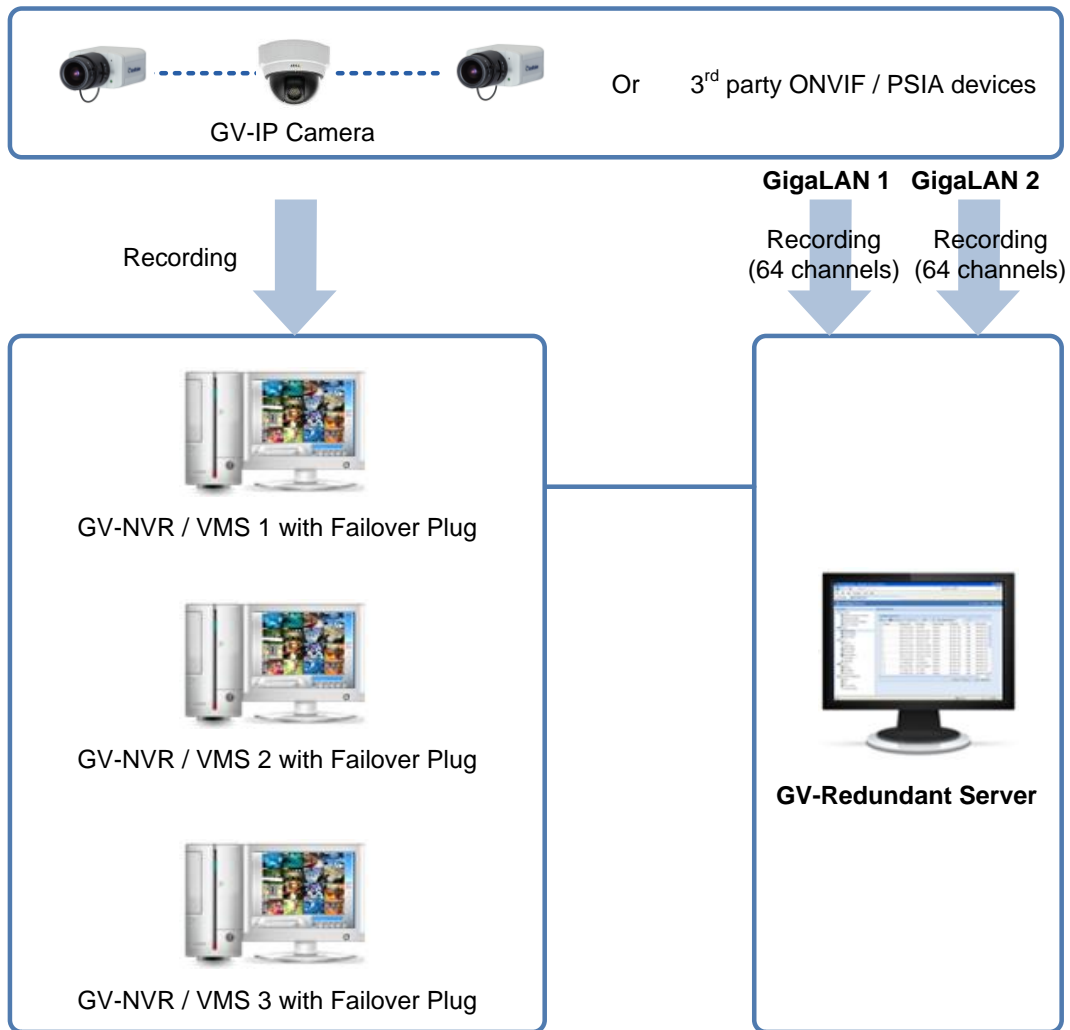 Or 3rd party ONVIF / PSIA devices
GV-IP Camera
GigaLAN 1 GigaLAN 2
Recording
Recording
(64 channels)
Recording
(64 channels)
GV-NVR / VMS 1 with Failover Plug
GV-NVR / VMS 2 with Failover Plug
GV-Redundant Server
GV-NVR / VMS 3 with Failover Plug